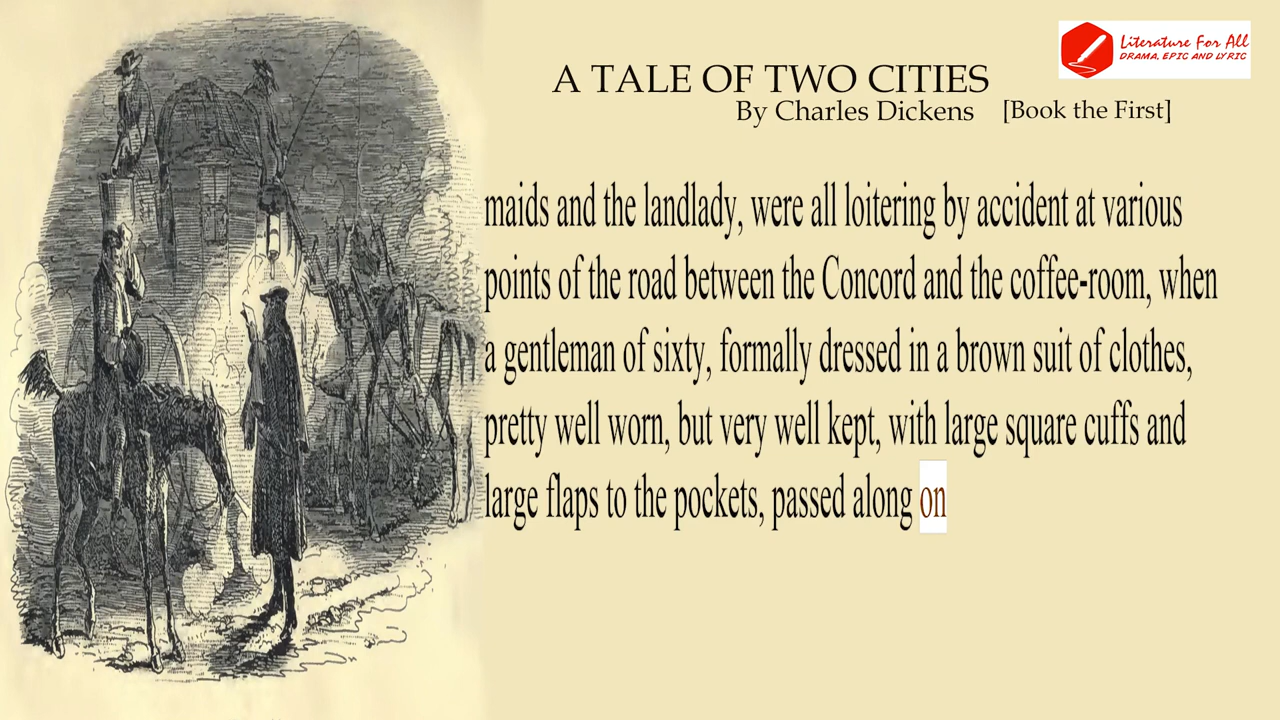 Literature For All
DRAMA, EPIC AND LYRIC
A TALE OF TWO CITIES
By Charles Dickens [Book the First]
maids and the landlady, were all loitering by accident at various
points of the road between the Concord and the coffee-room, when
a gentleman of sixty, formally dressed in a brown suit of clothes,
pretty well worn, but very well kept, with large square cuffs and
large flaps to the pockets, passed along on